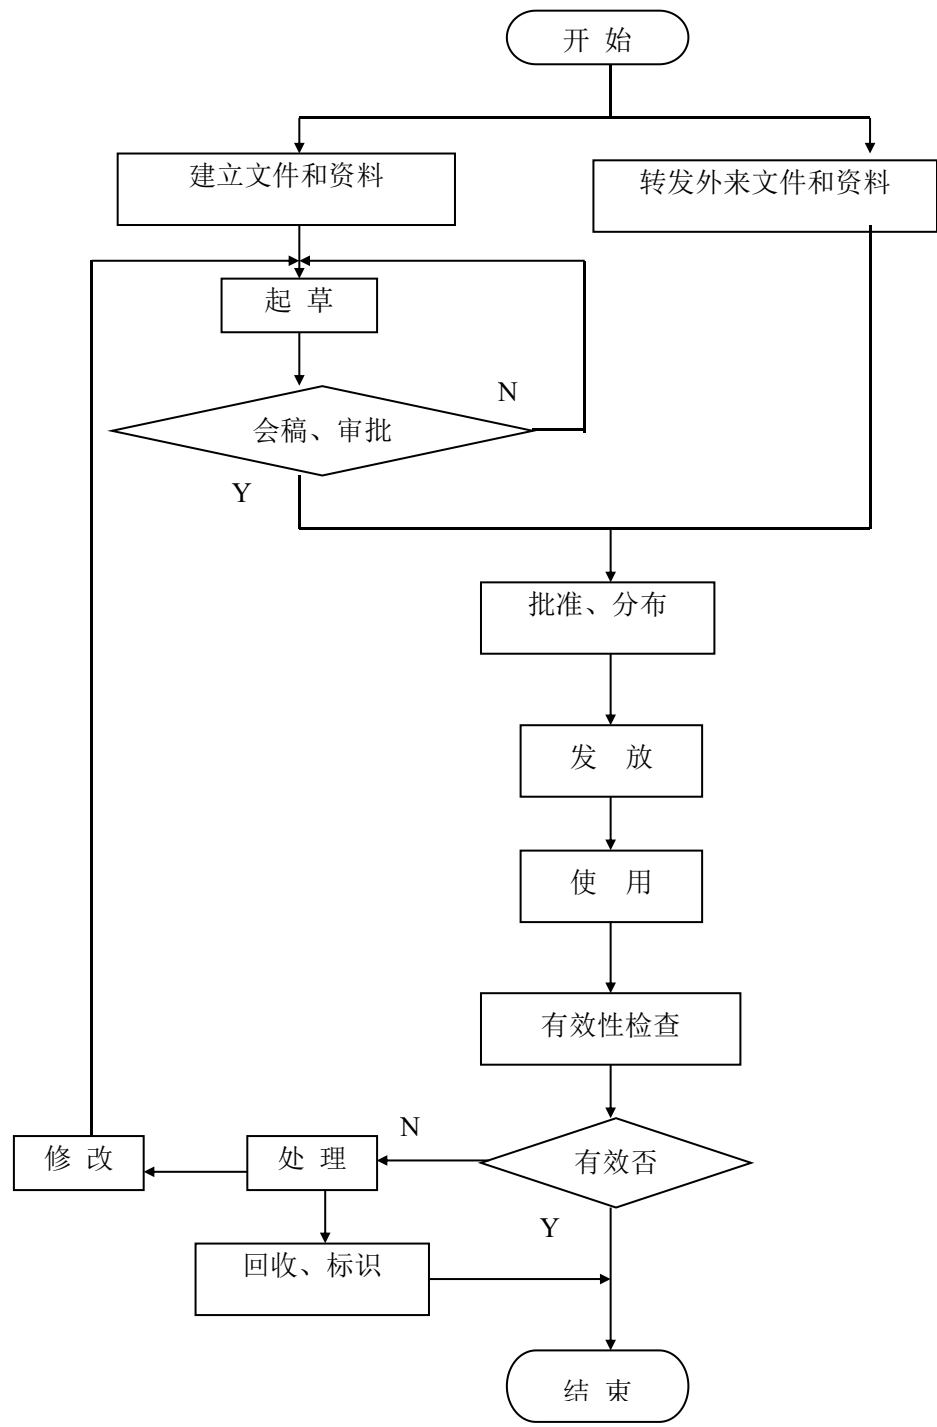 开 始
建立文件和资料
转发外来文件和资料
起 草
N
会稿、审批
Y
批准、分布
发 放
使 用
有效性检查
N
修 改
处 理
有效否
Y
回收、标识
结 束